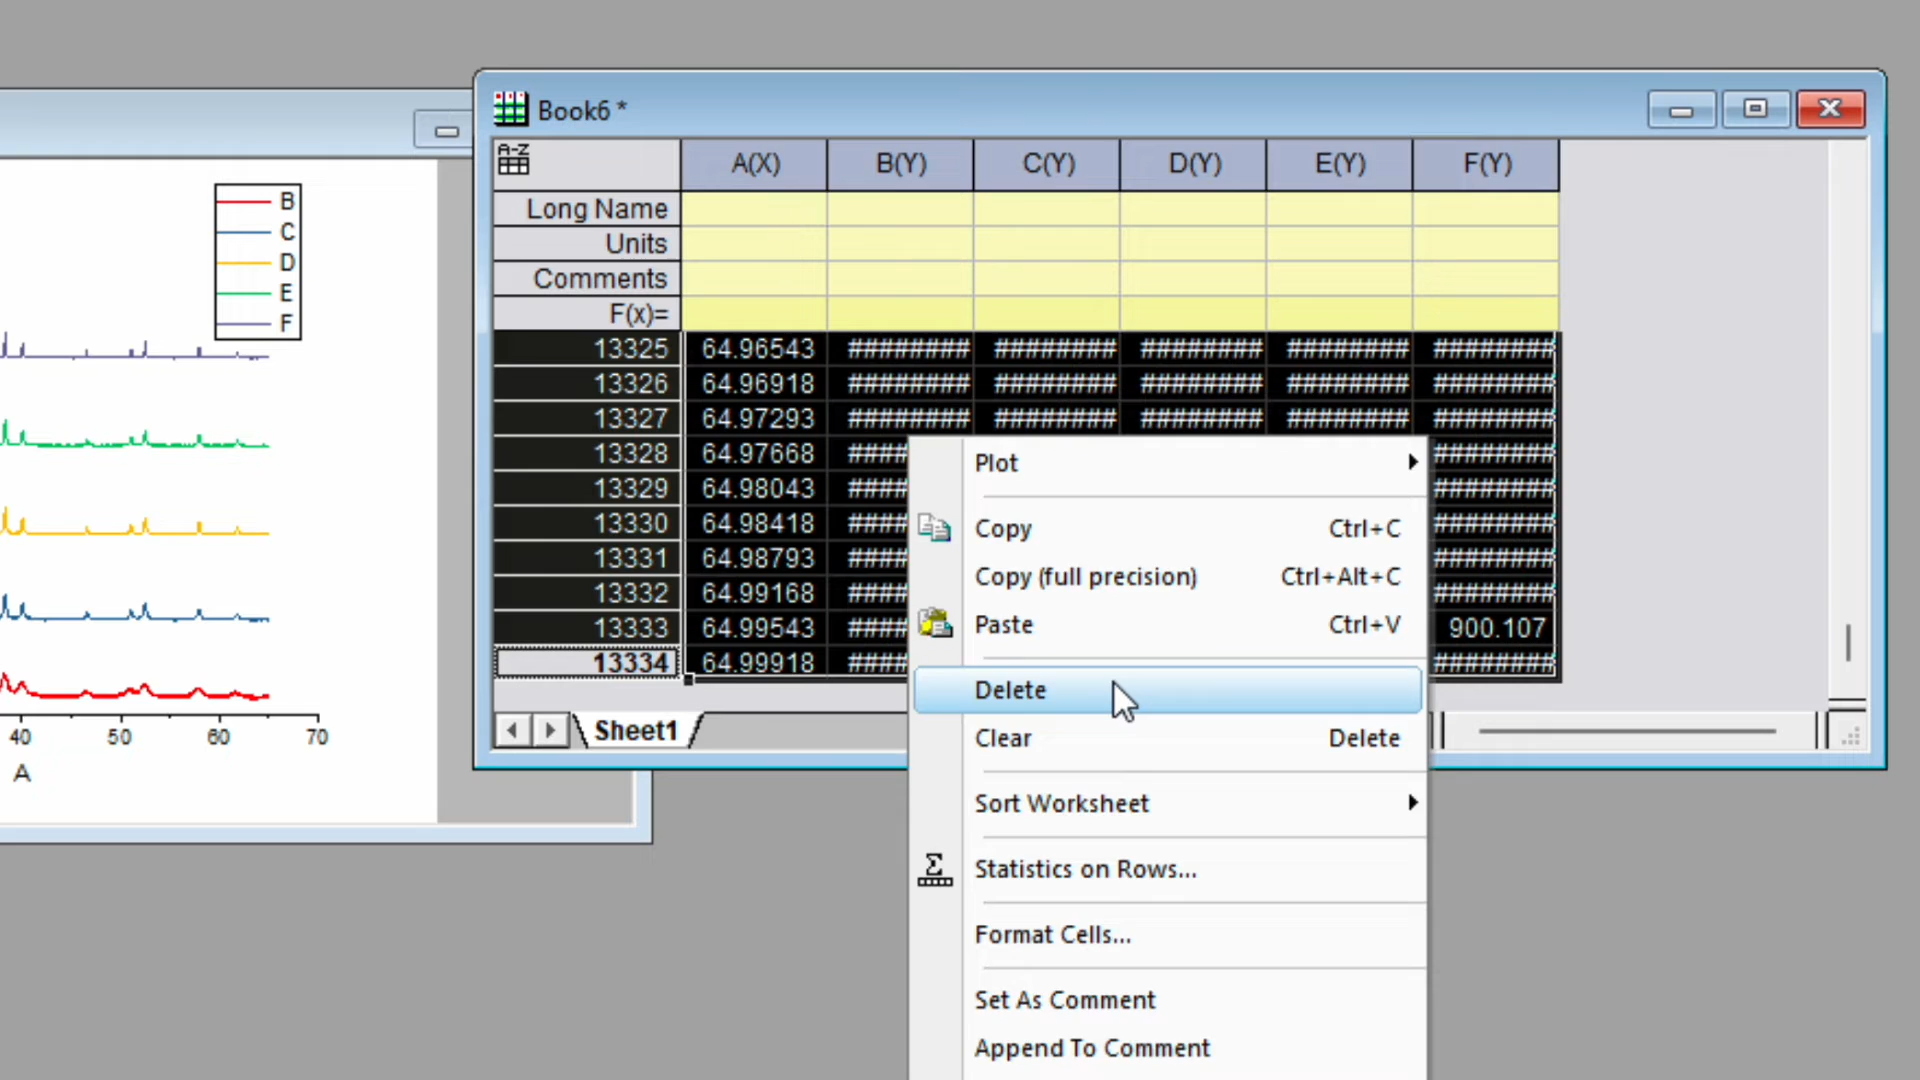 Book6 *
A-Z
A(X) B(Y) C(Y) D(Y) E(Y) F(Y)
Long Name
Units
Comments
F(x)=
13325 64.96543 ######## ######## ######## ######## ########
13326 64.96918 ######## ######## ######## ######## ########
13327 64.97293 ######## ######## ######## ######## ########
13328 64.97668 #### ########
13329 64.98043 #### ########
13330 64.98418 #### ########
13331 64.98793 #### ########
13332 64.99168 #### ########
13333 64.99543 #### 900.107
13334 64.99918 #### ########
Sheet1
Plot
Copy Ctrl+C
Copy (full precision) Ctrl+Alt+C
Paste Ctrl+V
Delete
Clear Delete
Sort Worksheet
Statistics on Rows...
Format Cells...
Set As Comment
Append To Comment
B
C
D
E
F
40 50 60 70
A